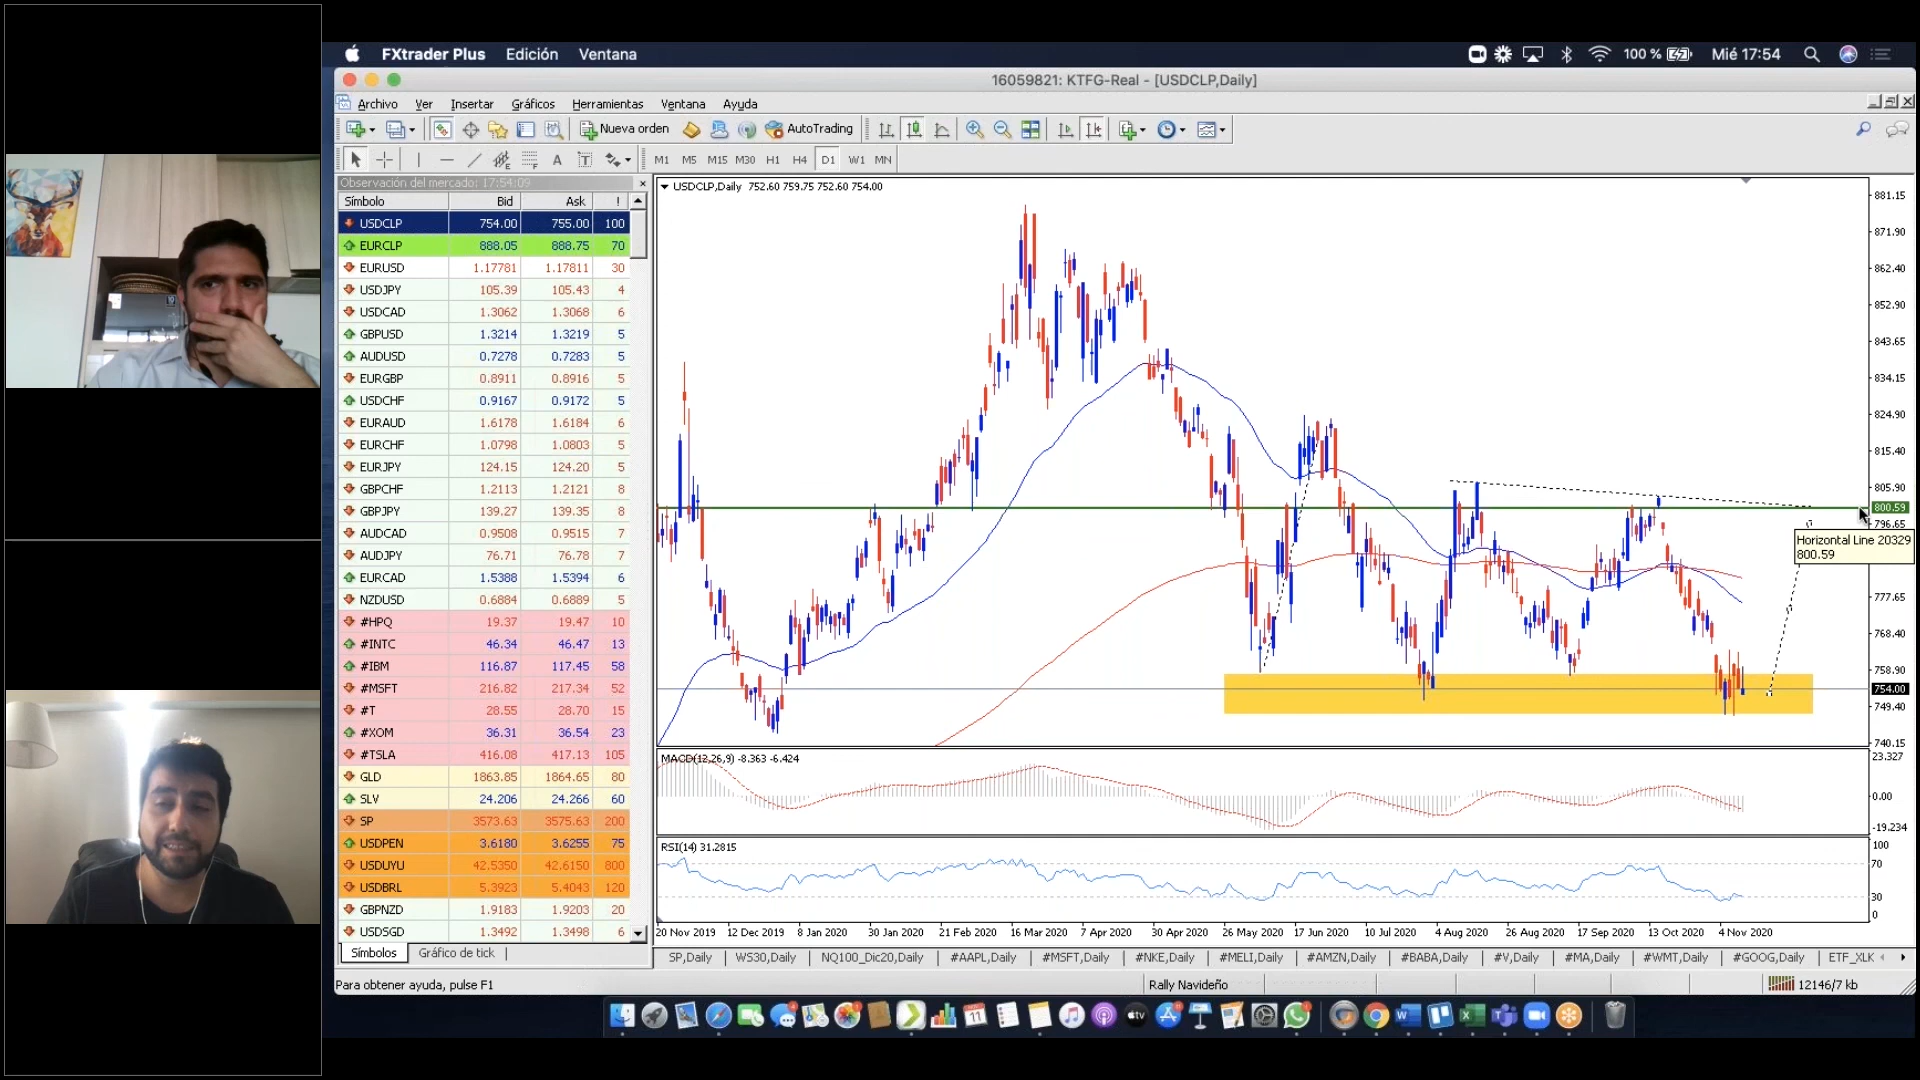 FXtrader Plus Edición Ventana 100 % Mié 17:54
16059821: KTFG-Real - [USDCLP,Daily]
Archivo Ver Insertar Gráficos Herramientas Ventana Ayuda
Nueva orden AutoTrading
A T M1 M5 M15 M30 H1 H4 D1 W1 MN
Observación del mercado: 17:54:09
Símbolo Bid Ask !
USDCLP 754.00 755.00 100
EURCLP 888.05 888.75 70
EURUSD 1.17781 1.17811 30
USDJPY 105.39 105.43 4
USDCAD 1.3062 1.3068 6
GBPUSD 1.3214 1.3219 5
AUDUSD 0.7278 0.7283 5
EURGBP 0.8911 0.8916 5
USDCHF 0.9167 0.9172 5
EURAUD 1.6178 1.6184 6
EURCHF 1.0798 1.0803 5
EURJPY 124.15 124.20 5
GBPCHF 1.2113 1.2121 8
GBPJPY 139.27 139.35 8
AUDCAD 0.9508 0.9515 7
AUDJPY 76.71 76.78 7
EURCAD 1.5388 1.5394 6
NZDUSD 0.6884 0.6889 5
#HPQ 19.37 19.47 10
#INTC 46.34 46.47 13
#IBM 116.87 117.45 58
#MSFT 216.82 217.34 52
#T 28.55 28.70 15
#XOM 36.31 36.54 23
#TSLA 416.08 417.13 105
GLD 1863.85 1864.65 80
SLV 24.206 24.266 60
SP 3573.63 3575.63 200
USDPEN 3.6180 3.6255 75
USDUYU 42.5350 42.6150 800
USDBRL 5.3923 5.4043 120
GBPNZD 1.9183 1.9203 20
USDSGD 1.3492 1.3498 6
Símbolos Gráfico de tick
USDCLP,Daily 752.60 759.75 752.60 754.00
881.15
871.90
862.40
852.90
843.65
834.15
824.90
815.40
805.90
800.59
796.65
Horizontal Line 20329
800.59
777.65
768.40
758.90
754.00
749.40
740.15
MACD(12,26,9) -8.363 -6.424
23.327
0.00
-19.234
RSI(14) 31.2815
100
70
30
0
20 Nov 2019 12 Dec 2019 8 Jan 2020 30 Jan 2020 21 Feb 2020 16 Mar 2020 7 Apr 2020 30 Apr 2020 26 May 2020 17 Jun 2020 10 Jul 2020 4 Aug 2020 26 Aug 2020 17 Sep 2020 13 Oct 2020 4 Nov 2020
SP,Daily WS30,Daily NQ100_Dic20,Daily #AAPL,Daily #MSFT,Daily #NKE,Daily #MELI,Daily #AMZN,Daily #BABA,Daily #V,Daily #MA,Daily #WMT,Daily #GOOG,Daily ETF_XLK
Para obtener ayuda, pulse F1 Rally Navideño 12146/7 kb
11 tv